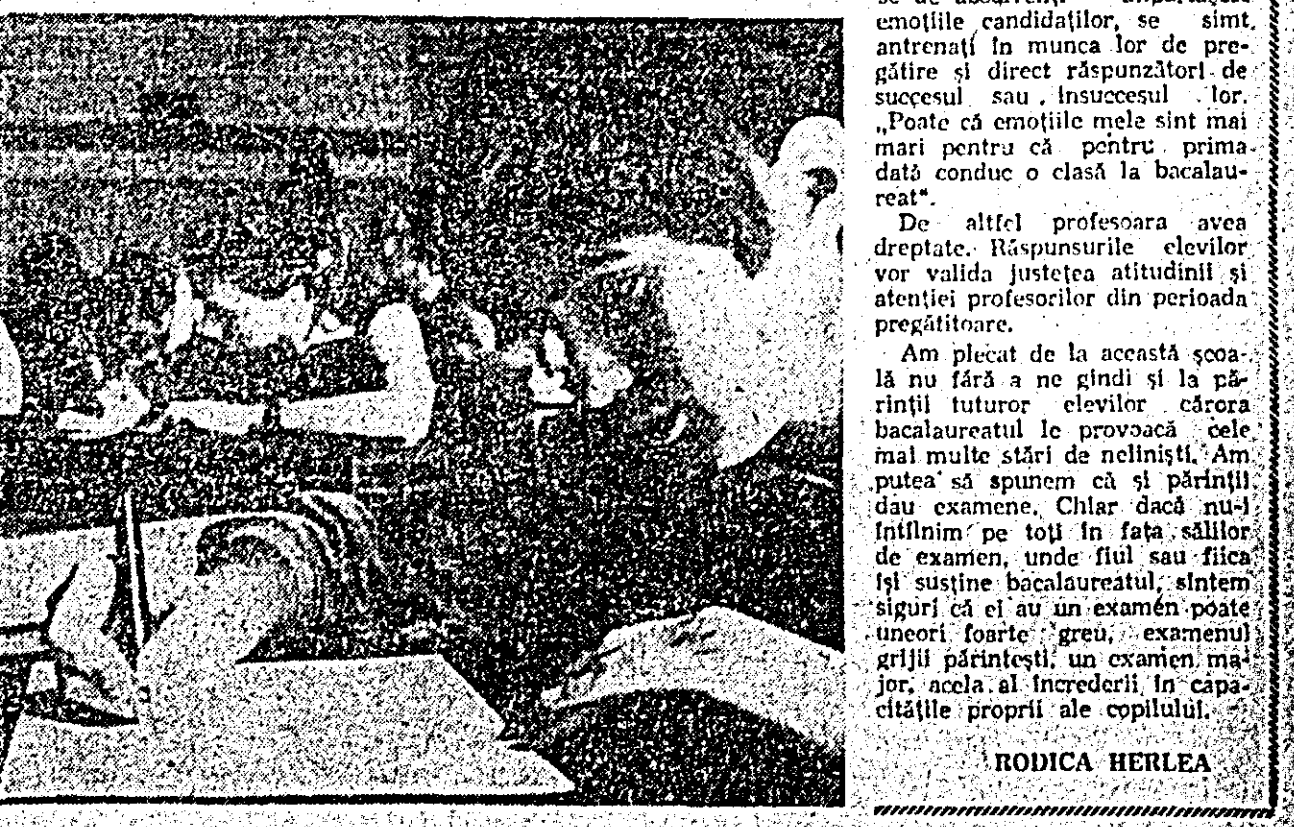 emoțiile candidaților, se simt
antrenați în munca lor de pre-
gătire și direct răspunzători de
succesul sau insuccesul lor.
„Poate că emoțiile mele sînt mai
mari pentru că pentru prima
dată conduc o clasă la bacalau-
reat“.
De altfel profesoara avea
dreptate. Răspunsurile elevilor
vor valida justețea atitudinii și
atenției profesorilor din perioada
pregătitoare.
Am plecat de la această școa-
lă nu fără a ne gîndi și la pă-
rinții tuturor elevilor cărora
bacalaureatul le provoacă cele
mai multe stări de neliniști. Am
putea să spunem că și părinții
dau examene. Chiar dacă nu-i
întîlnim pe toți în fața sălilor
de examen, unde fiul sau fiica
își susține bacalaureatul, sîntem
siguri că ei au un examen poate
uneori foarte greu, examenul
grijii părintești, un examen ma-
jor, acela al încrederii în capa-
citățile proprii ale copilului.
RODICA HERLEA